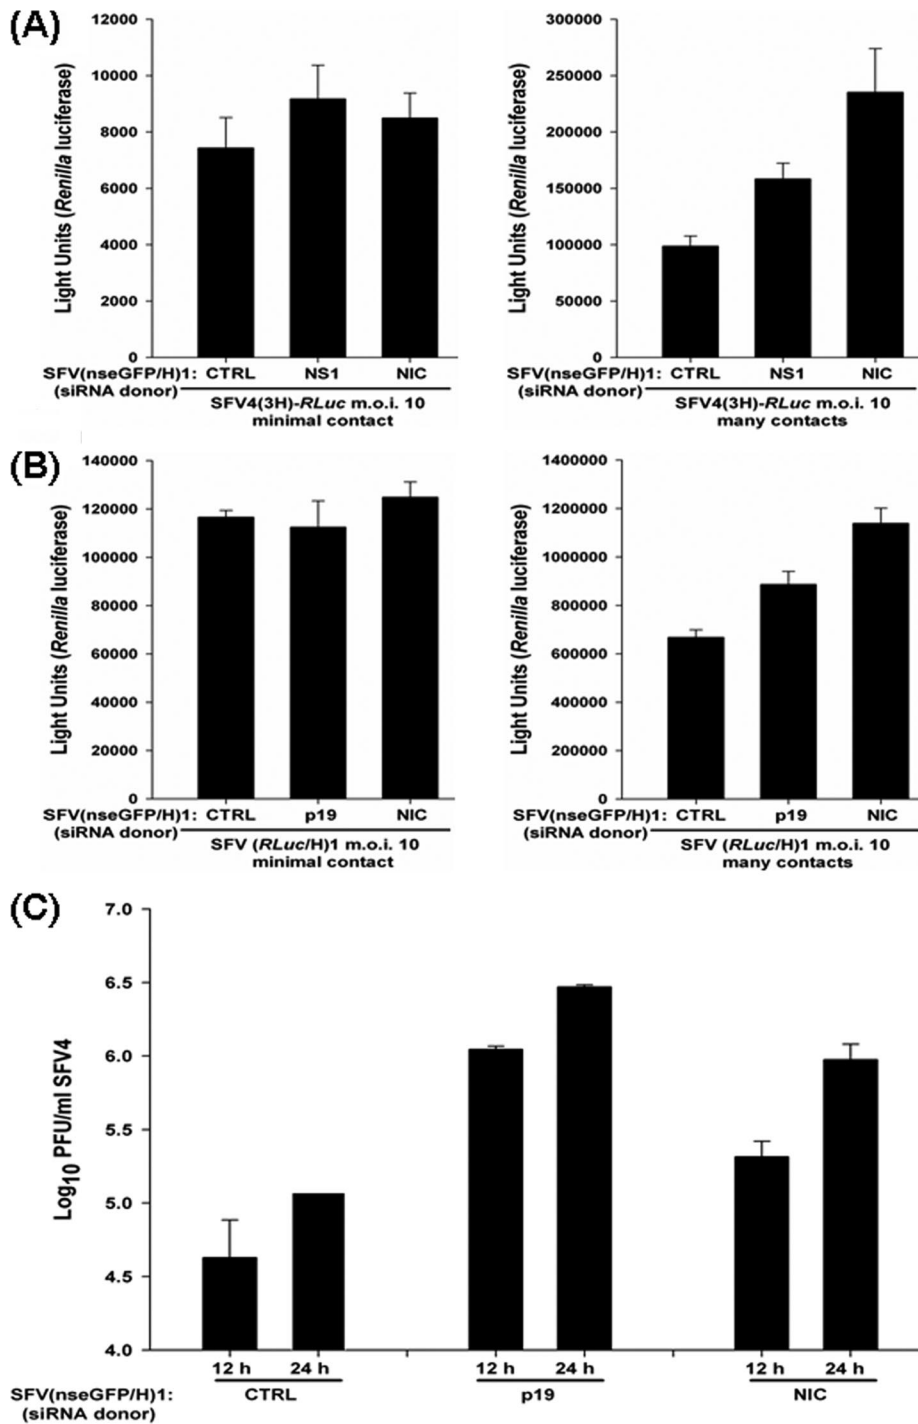 (A)
Light Units (Renilla luciferase)
12000
10000
8000
6000
4000
2000
0
SFV(nseGFP/H)1: CTRL NS1 NIC
(siRNA donor)
SFV4(3H)-RLuc m.o.i. 10
minimal contact
Light Units (Renilla luciferase)
300000
250000
200000
150000
100000
50000
0
SFV(nseGFP/H)1: CTRL NS1 NIC
(siRNA donor)
SFV4(3H)-RLuc m.o.i. 10
many contacts
(B)
Light Units (Renilla luciferase)
140000
120000
100000
80000
60000
40000
20000
0
SFV(nseGFP/H)1: CTRL p19 NIC
(siRNA donor)
SFV (RLuc/H)1 m.o.i. 10
minimal contact
Light Units (Renilla luciferase)
1400000
1200000
1000000
800000
600000
400000
200000
0
SFV(nseGFP/H)1: CTRL p19 NIC
(siRNA donor)
SFV (RLuc/H)1 m.o.i. 10
many contacts
(C)
Log10 PFU/ml SFV4
7.0
6.5
6.0
5.5
5.0
4.5
4.0
12 h 24 h 12 h 24 h 12 h 24 h
SFV(nseGFP/H)1: CTRL p19 NIC
(siRNA donor)